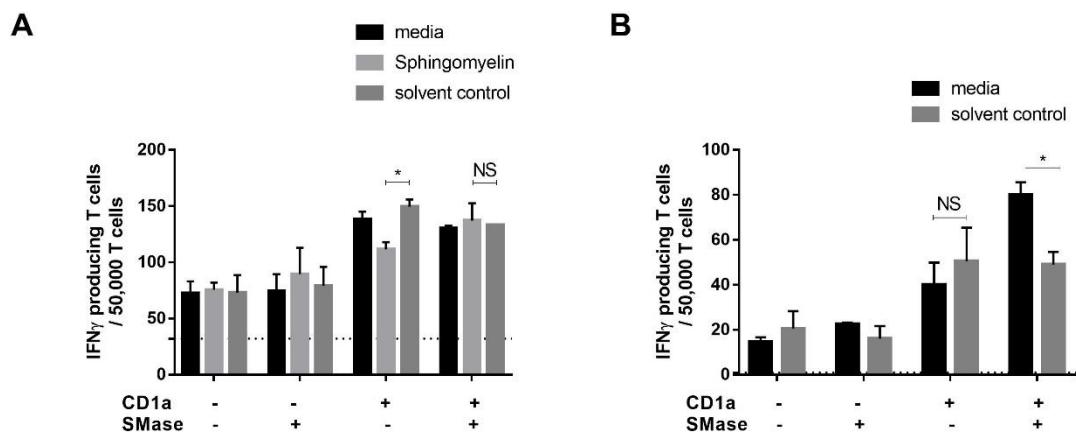 A
media
Sphingomyelin
solvent control
IFNγ producing T cells
/ 50,000 T cells
200
150
100
50
0
*
NS
CD1a - - + +
SMase - + - +
B
media
solvent control
IFNγ producing T cells
/ 50,000 T cells
100
80
60
40
20
0
NS
*
CD1a - - + +
SMase - + - +